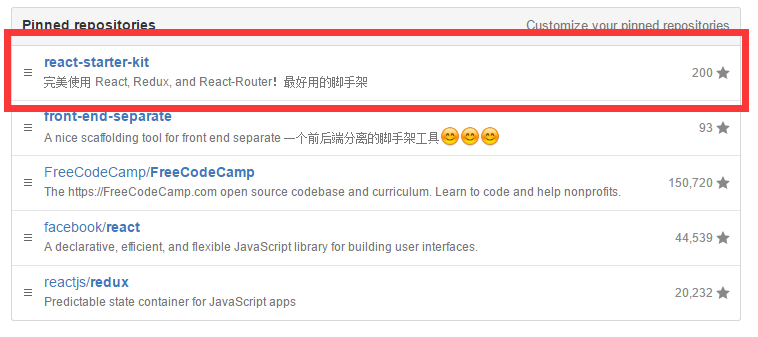 Pinned repositories
Customize your pinned repositories
react-starter-kit
200
完美使用 React, Redux, and React-Router！最好用的脚手架
front-end-separate
93
A nice scaffolding tool for front end separate 一个前后端分离的脚手架工具😊😊😊
FreeCodeCamp/FreeCodeCamp
150,720
The https://FreeCodeCamp.com open source codebase and curriculum. Learn to code and help nonprofits.
facebook/react
44,539
A declarative, efficient, and flexible JavaScript library for building user interfaces.
reactjs/redux
20,232
Predictable state container for JavaScript apps